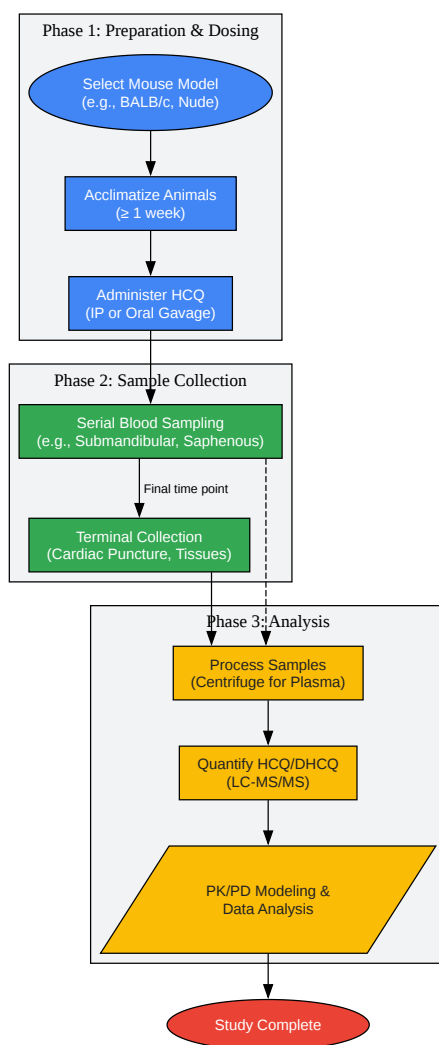 Phase 1: Preparation & Dosing
Select Mouse Model
(e.g., BALB/c, Nude)
Acclimatize Animals
(≥ 1 week)
Administer HCQ
(IP or Oral Gavage)
Phase 2: Sample Collection
Serial Blood Sampling
(e.g., Submandibular, Saphenous)
Final time point
Terminal Collection
(Cardiac Puncture, Tissues)
Phase 3: Analysis
Process Samples
(Centrifuge for Plasma)
Quantify HCQ/DHCQ
(LC-MS/MS)
PK/PD Modeling &
Data Analysis
Study Complete